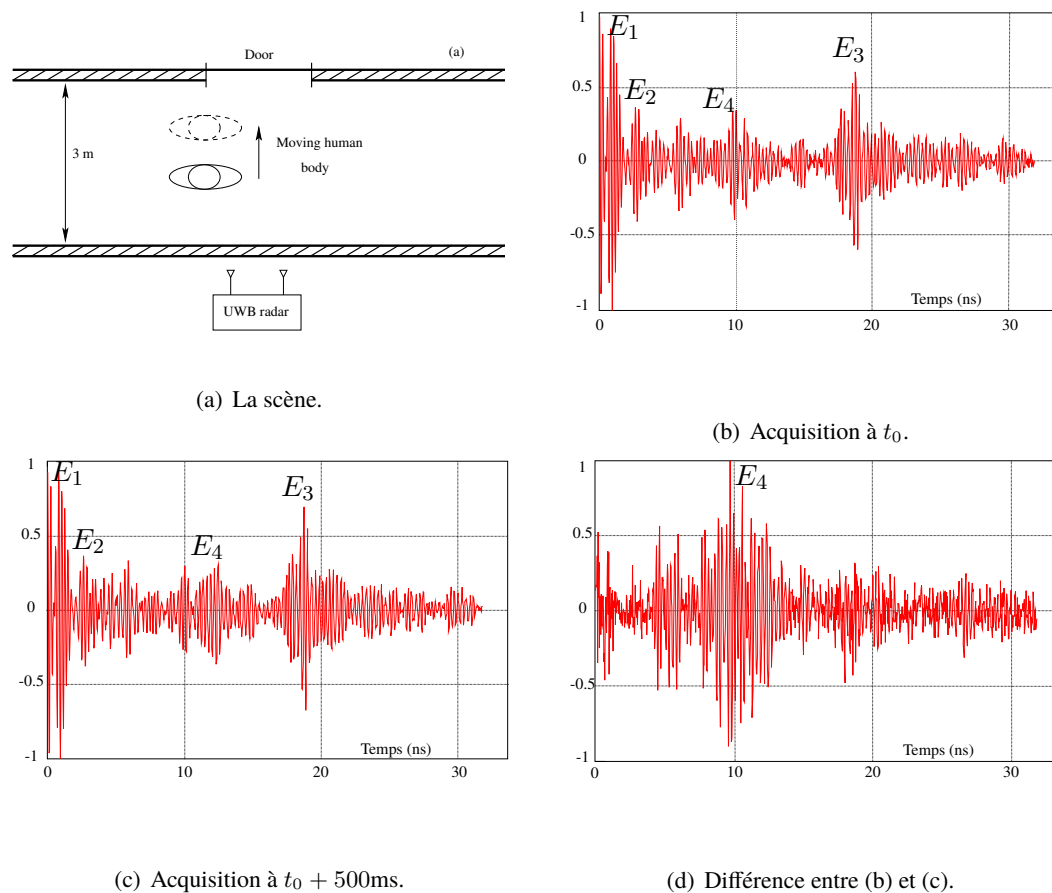 Door
(a)
3 m
Moving human
body
UWB radar
(a) La scène.
1
E1
E3
0.5
E2
E4
0
-0.5
Temps (ns)
-1
0
10
20
30
(b) Acquisition à t0.
1
E1
E3
0.5
E2
E4
0
-0.5
Temps (ns)
-1
0
10
20
30
(c) Acquisition à t0 + 500ms.
1
E4
0.5
0
-0.5
Temps (ns)
-1
0
10
20
30
(d) Différence entre (b) et (c).